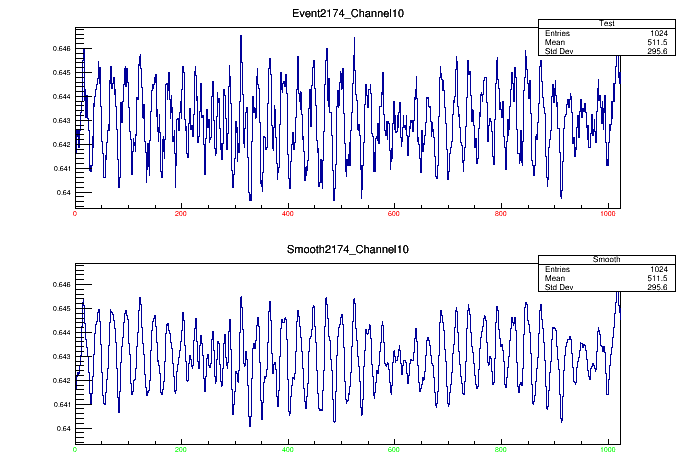 Event2174_Channel10
Test
Entries 1024
Mean 511.5
Std Dev 295.6
0.646
0.645
0.644
0.643
0.642
0.641
0.64
0 200 400 600 800 1000
Smooth2174_Channel10
Smooth
Entries 1024
Mean 511.5
Std Dev 295.6
0.646
0.645
0.644
0.643
0.642
0.641
0.64
0 200 400 600 800 1000